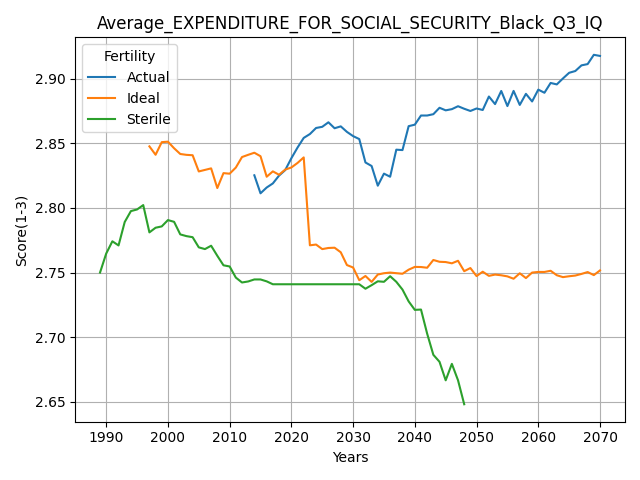 Average_EXPENDITURE_FOR_SOCIAL_SECURITY_Black_Q3_IQ
Fertility
Actual
Ideal
Sterile
Score(1-3)
2.90
2.85
2.80
2.75
2.70
2.65
1990 2000 2010 2020 2030 2040 2050 2060 2070
Years